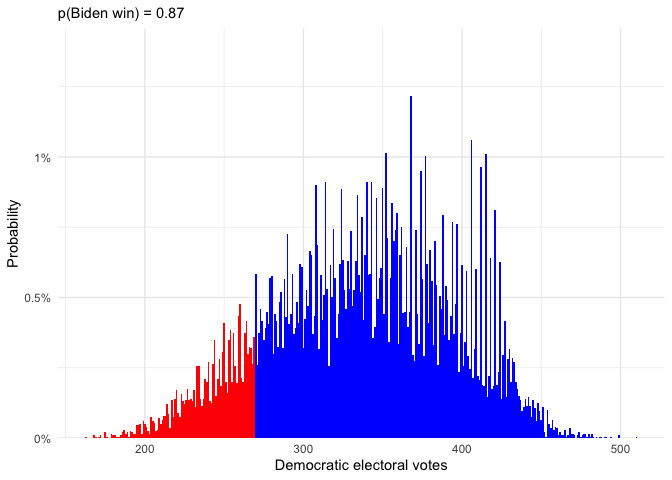 p(Biden win) = 0.87
Probability
1%
0.5%
0%
200 300 400 500
Democratic electoral votes